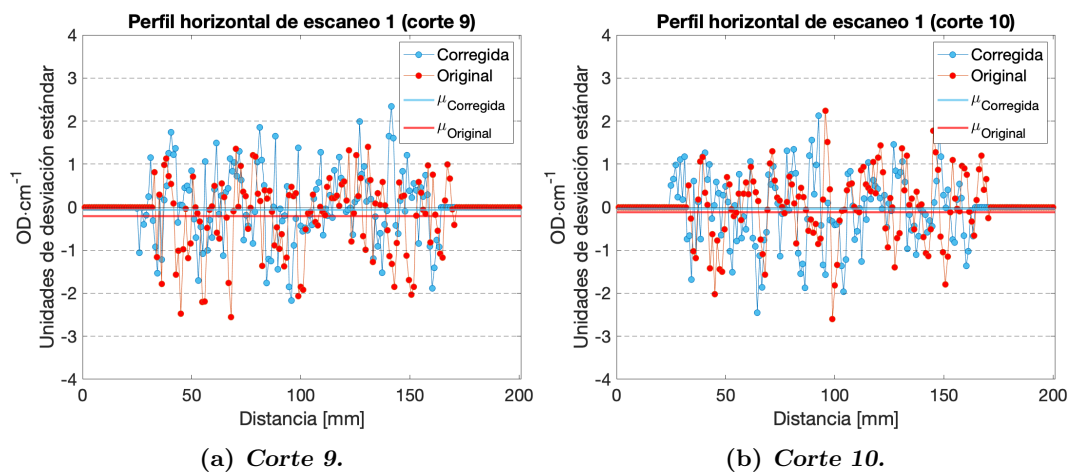 Perfil horizontal de escaneo 1 (corte 9)
4
3
2
1
0
-1
-2
-3
-4
OD·cm⁻¹
Unidades de desviación estándar
Corregida
Original
μCorregida
μOriginal
0
50
100
150
200
Distancia [mm]
(a) Corte 9.
Perfil horizontal de escaneo 1 (corte 10)
4
3
2
1
0
-1
-2
-3
-4
OD·cm⁻¹
Unidades de desviación estándar
Corregida
Original
μCorregida
μOriginal
0
50
100
150
200
Distancia [mm]
(b) Corte 10.